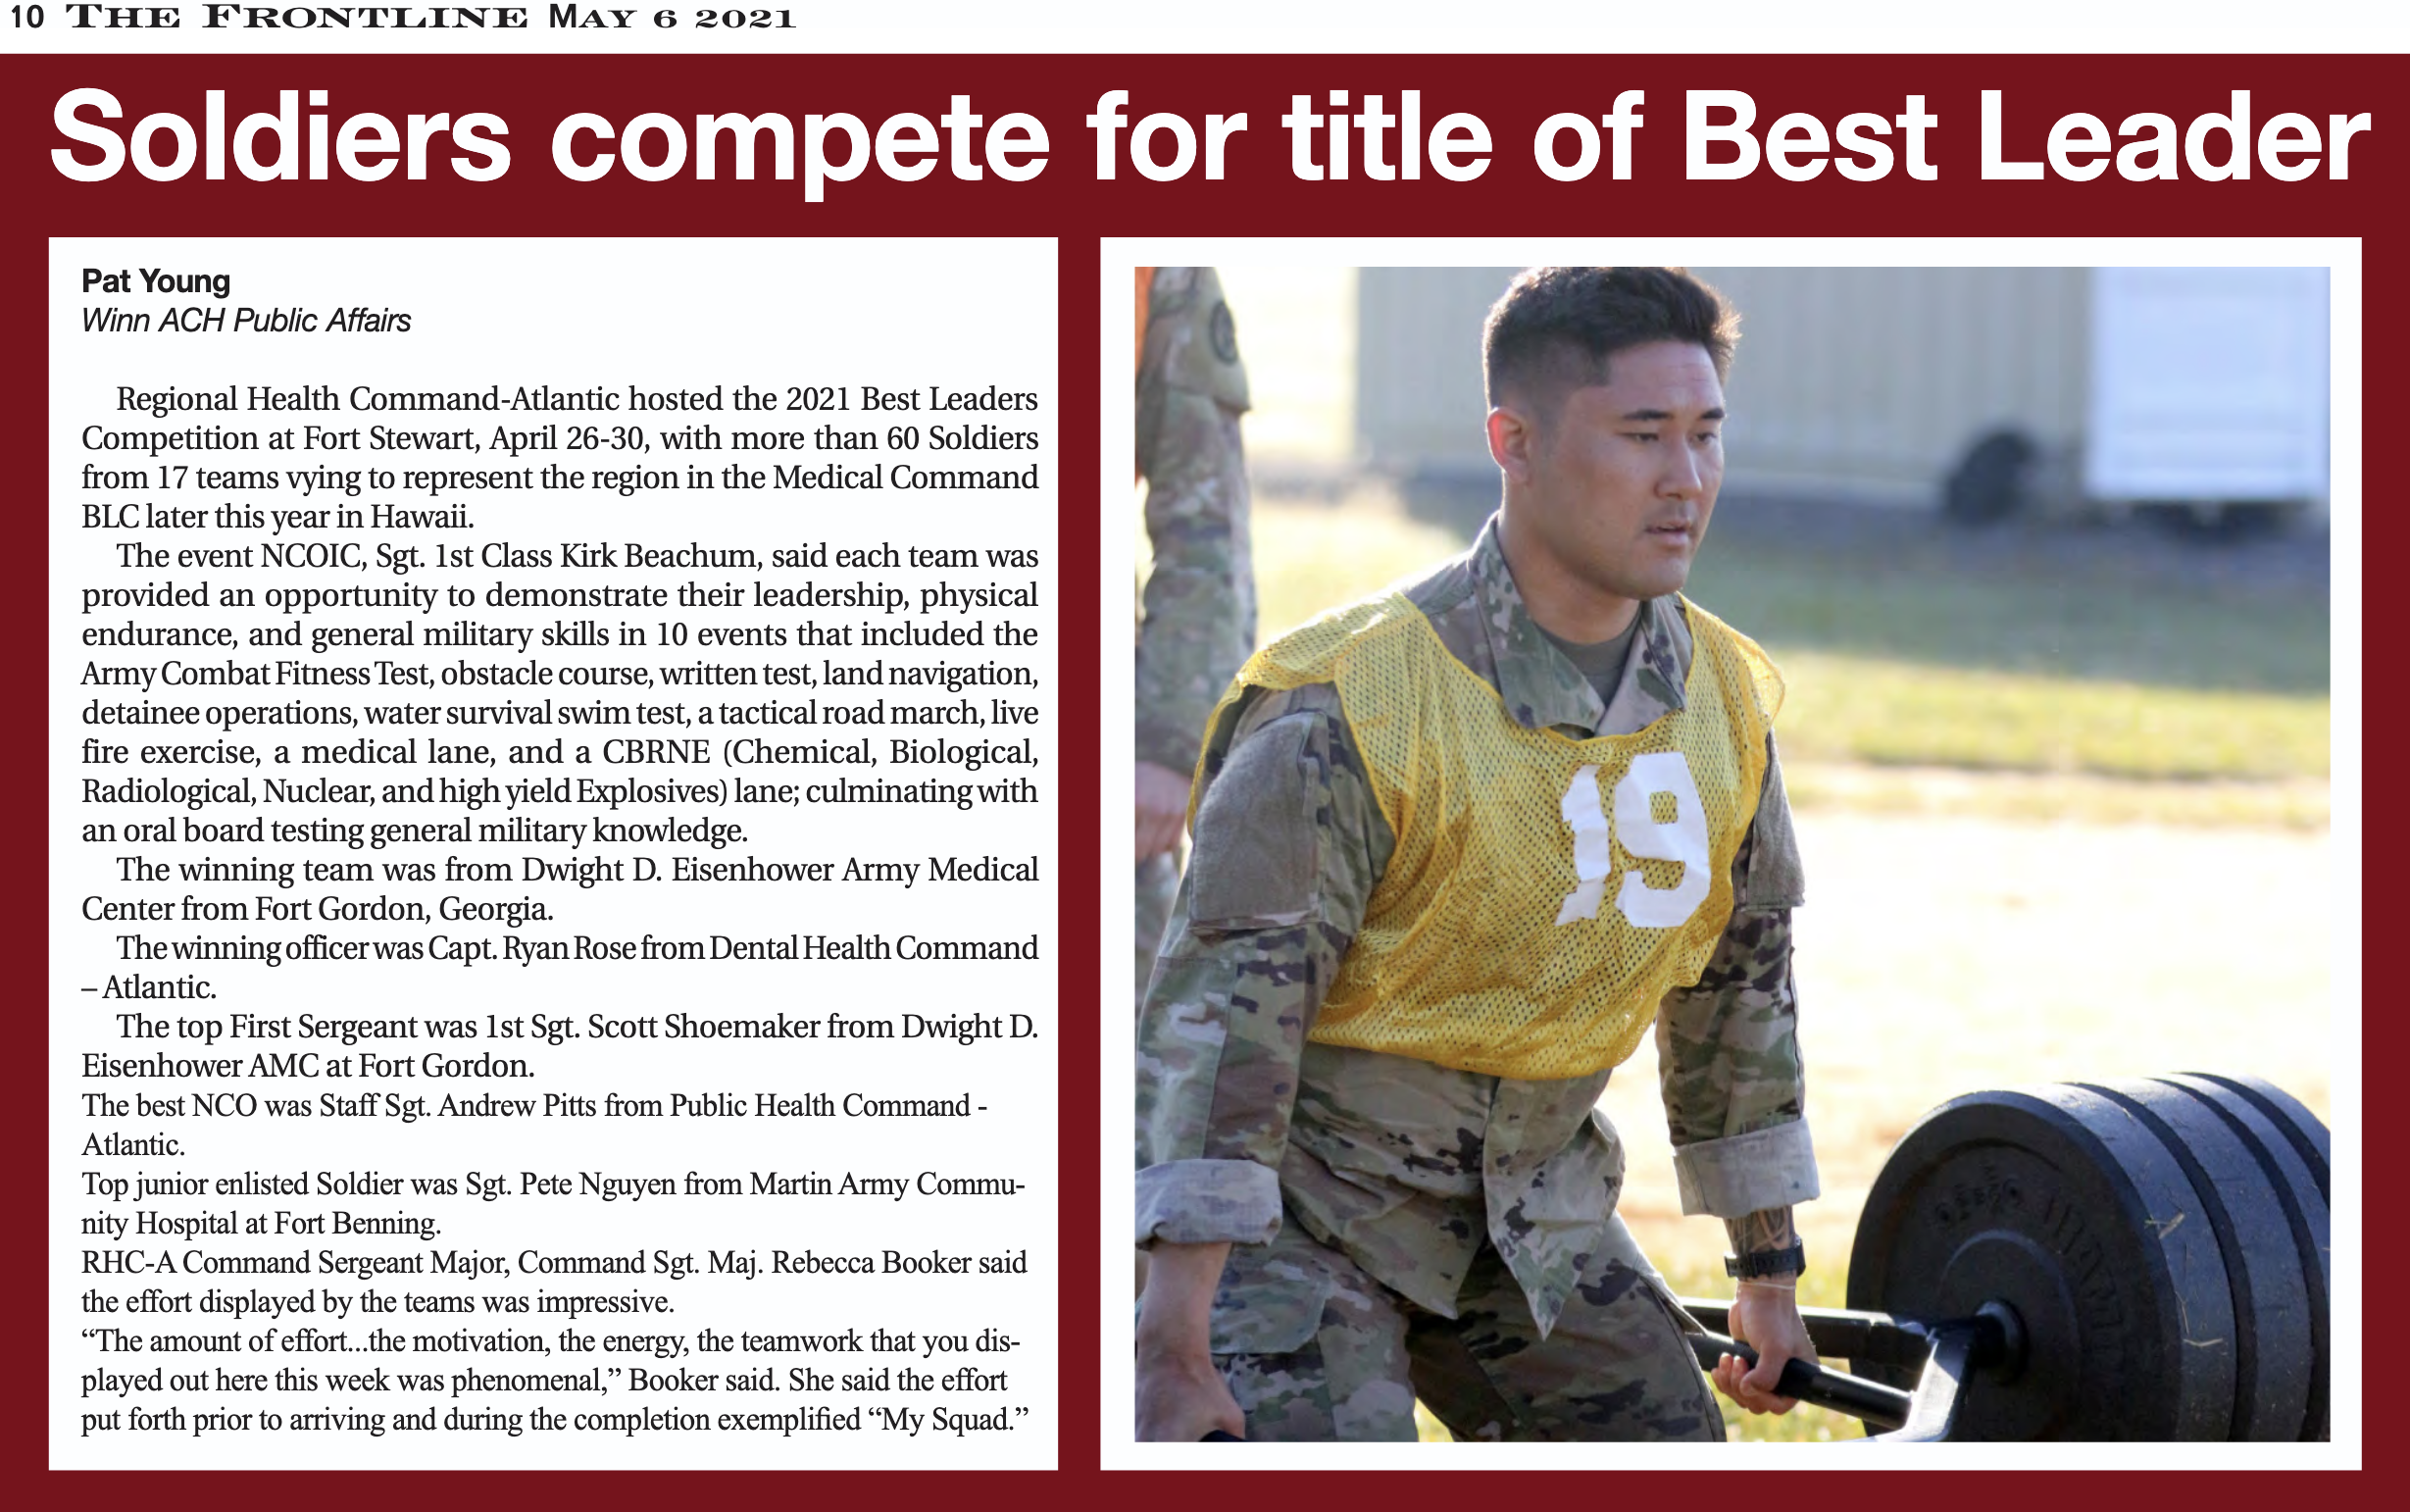 10 THE FRONTLINE MAY 6 2021
Soldiers compete for title of Best Leader
Pat Young
Winn ACH Public Affairs
Regional Health Command-Atlantic hosted the 2021 Best Leaders
Competition at Fort Stewart, April 26-30, with more than 60 Soldiers
from 17 teams vying to represent the region in the Medical Command
BLC later this year in Hawaii.
The event NCOIC, Sgt. 1st Class Kirk Beachum, said each team was
provided an opportunity to demonstrate their leadership, physical
endurance, and general military skills in 10 events that included the
Army Combat Fitness Test, obstacle course, written test, land navigation,
detainee operations, water survival swim test, a tactical road march, live
fire exercise, a medical lane, and a CBRNE (Chemical, Biological,
Radiological, Nuclear, and high yield Explosives) lane; culminating with
an oral board testing general military knowledge.
The winning team was from Dwight D. Eisenhower Army Medical
Center from Fort Gordon, Georgia.
The winning officer was Capt. Ryan Rose from Dental Health Command
– Atlantic.
The top First Sergeant was 1st Sgt. Scott Shoemaker from Dwight D.
Eisenhower AMC at Fort Gordon.
The best NCO was Staff Sgt. Andrew Pitts from Public Health Command -
Atlantic.
Top junior enlisted Soldier was Sgt. Pete Nguyen from Martin Army Commu-
nity Hospital at Fort Benning.
RHC-A Command Sergeant Major, Command Sgt. Maj. Rebecca Booker said
the effort displayed by the teams was impressive.
“The amount of effort...the motivation, the energy, the teamwork that you dis-
played out here this week was phenomenal,” Booker said. She said the effort
put forth prior to arriving and during the completion exemplified “My Squad.”
19